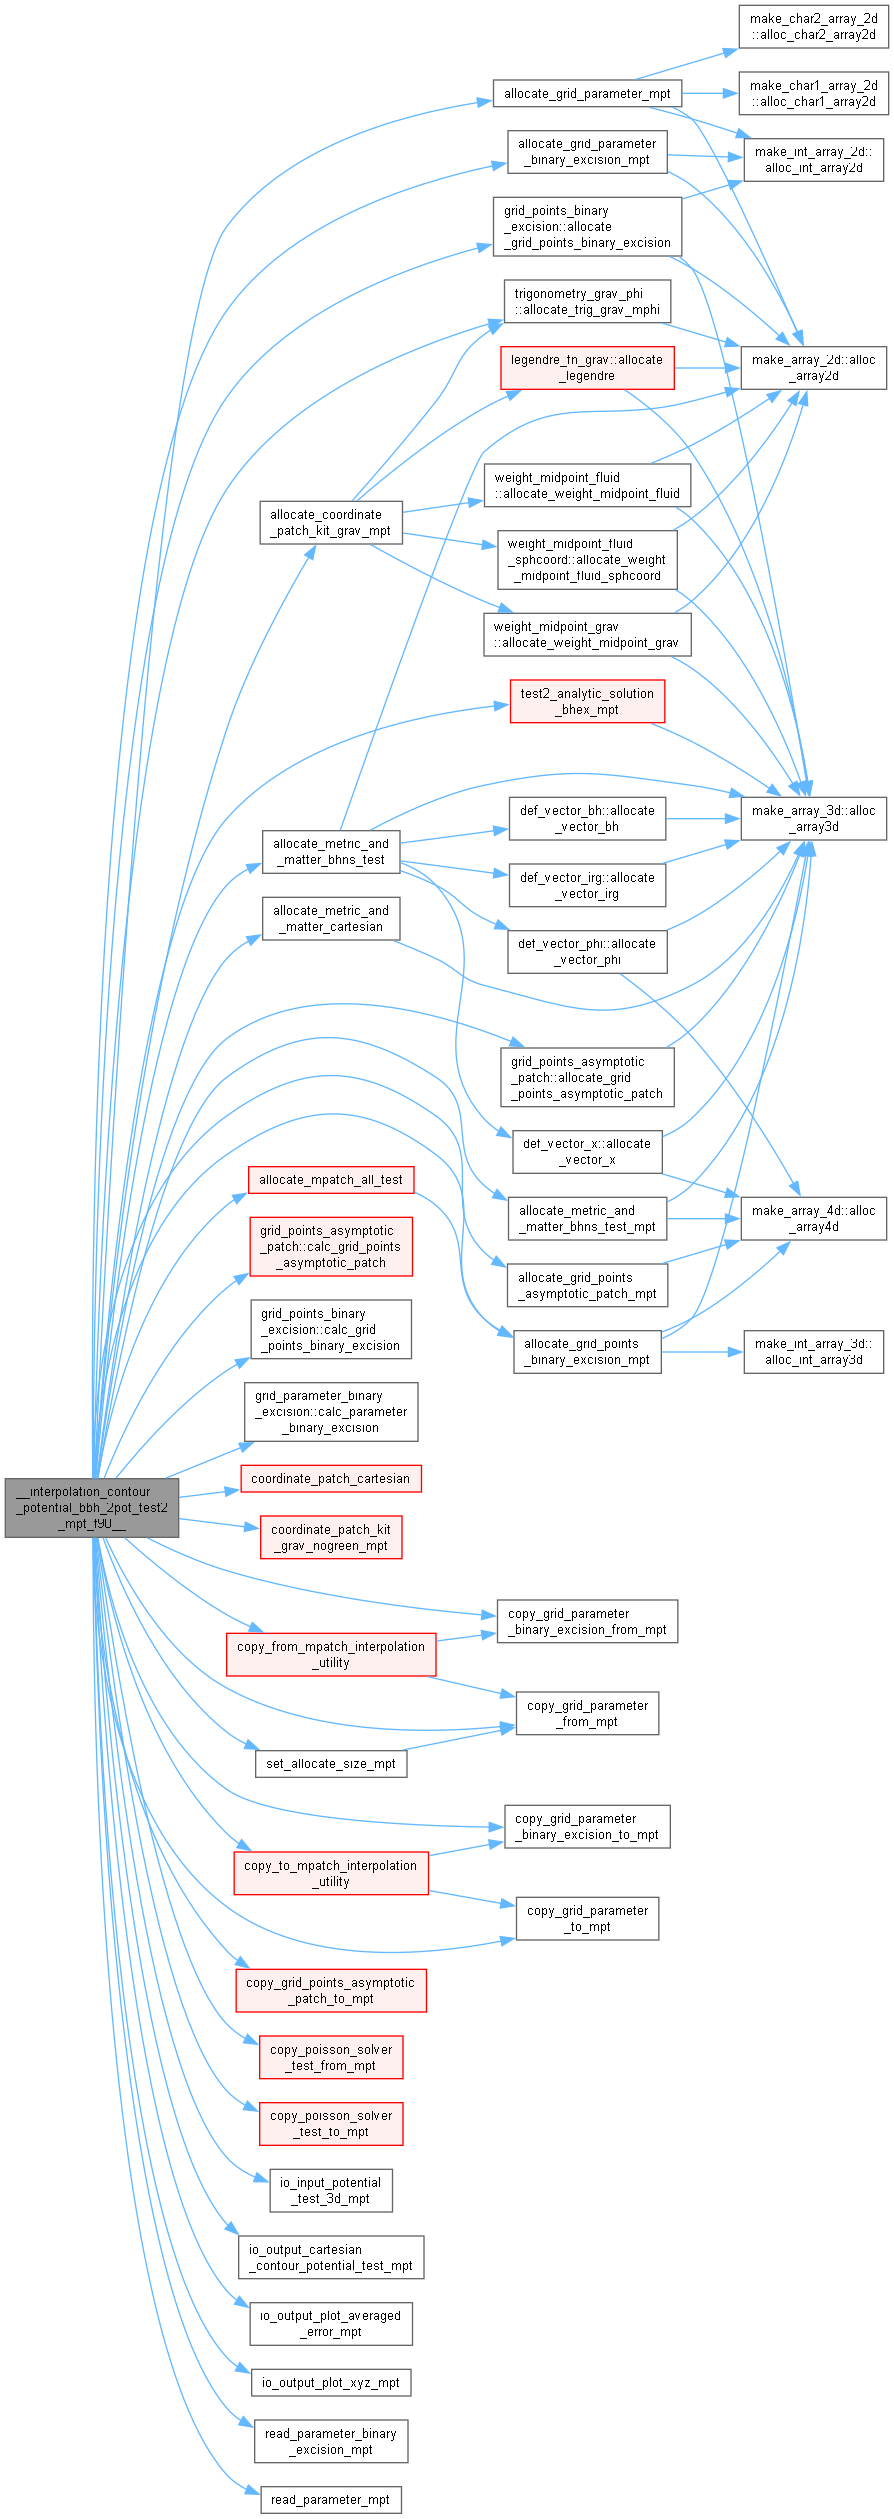 make_char2_array_2d
::alloc_char2_array2d
make_char1_array_2d
::alloc_char1_array2d
allocate_grid_parameter_mpt
make_int_array_2d::
alloc_int_array2d
allocate_grid_parameter
_binary_excision_mpt
grid_points_binary
_excision::allocate
_grid_points_binary_excision
trigonometry_grav_phi
::allocate_trig_grav_mphi
legendre_fn_grav::allocate
_legendre
make_array_2d::alloc
_array2d
weight_midpoint_fluid
::allocate_weight_midpoint_fluid
allocate_coordinate
_patch_kit_grav_mpt
weight_midpoint_fluid
_sphcoord::allocate_weight
_midpoint_fluid_sphcoord
weight_midpoint_grav
::allocate_weight_midpoint_grav
test2_analytic_solution
_bhex_mpt
def_vector_bh::allocate
_vector_bh
make_array_3d::alloc
_array3d
allocate_metric_and
_matter_bhns_test
def_vector_irg::allocate
_vector_irg
allocate_metric_and
_matter_cartesian
def_vector_phi::allocate
_vector_phi
grid_points_asymptotic
_patch::allocate_grid
_points_asymptotic_patch
def_vector_x::allocate
_vector_x
allocate_mpatch_all_test
allocate_metric_and
_matter_bhns_test_mpt
make_array_4d::alloc
_array4d
grid_points_asymptotic
_patch::calc_grid_points
_asymptotic_patch
allocate_grid_points
_asymptotic_patch_mpt
grid_points_binary
_excision::calc_grid
_points_binary_excision
allocate_grid_points
_binary_excision_mpt
make_int_array_3d::
alloc_int_array3d
grid_parameter_binary
_excision::calc_parameter
_binary_excision
coordinate_patch_cartesian
__interpolation_contour
_potential_bbh_2pot_test2
_mpt_f90__
coordinate_patch_kit
_grav_nogreen_mpt
copy_grid_parameter
_binary_excision_from_mpt
copy_from_mpatch_interpolation
_utility
copy_grid_parameter
_from_mpt
set_allocate_size_mpt
copy_grid_parameter
_binary_excision_to_mpt
copy_to_mpatch_interpolation
_utility
copy_grid_parameter
_to_mpt
copy_grid_points_asymptotic
_patch_to_mpt
copy_poisson_solver
_test_from_mpt
copy_poisson_solver
_test_to_mpt
io_input_potential
_test_3d_mpt
io_output_cartesian
_contour_potential_test_mpt
io_output_plot_averaged
_error_mpt
io_output_plot_xyz_mpt
read_parameter_binary
_excision_mpt
read_parameter_mpt